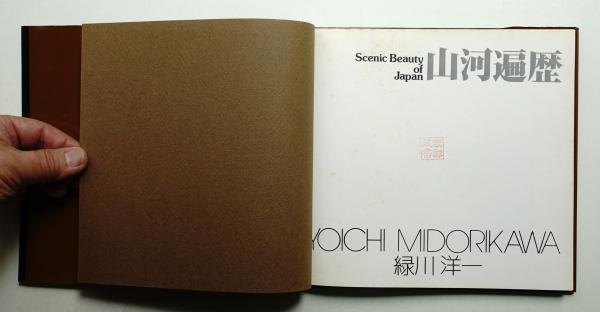 Scenic Beauty
of
Japan
山河遍歴
YOICHI MIDORIKAWA
緑川洋一